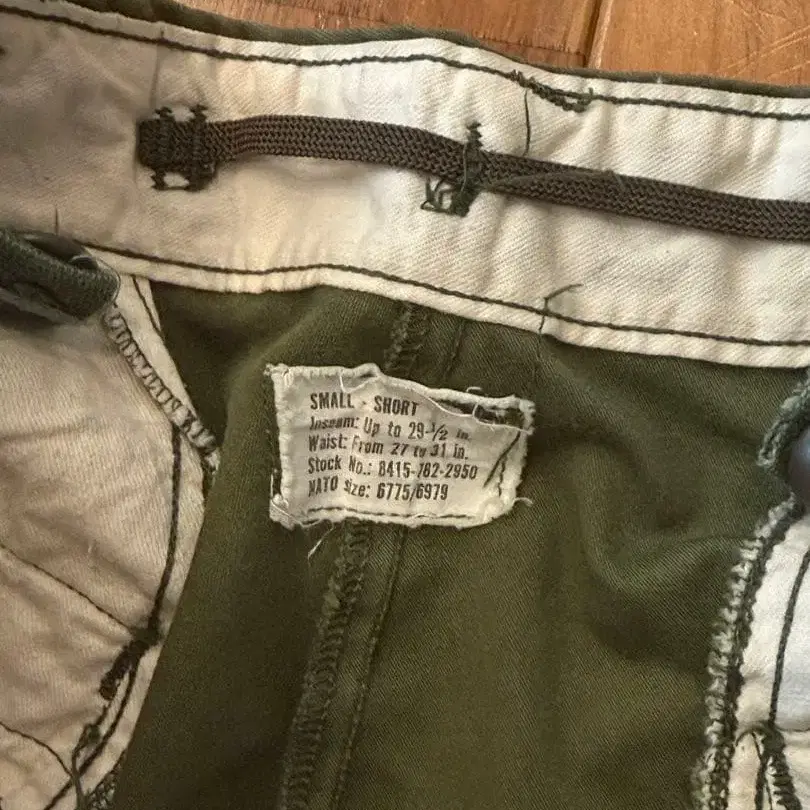 SMALL - SHORT
Inseam: Up to 29-1/2 in.
Waist: From 27 to 31 in.
Stock No.: 8415-782-2950
NATO size: 6775/6979